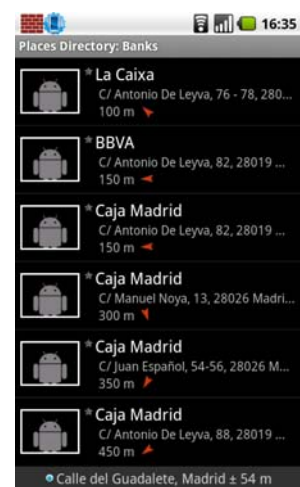 16:35
Places Directory: Banks
La Caixa
C/ Antonio De Leyva, 76 - 78, 280...
100 m
BBVA
C/ Antonio De Leyva, 82, 28019 ...
150 m
Caja Madrid
C/ Antonio De Leyva, 82, 28019 ...
150 m
Caja Madrid
C/ Manuel Noya, 13, 28026 Madri...
300 m
Caja Madrid
C/ Juan Español, 54-56, 28026 M...
350 m
Caja Madrid
C/ Antonio De Leyva, 88, 28019 ...
450 m
Calle del Guadalete, Madrid ± 54 m